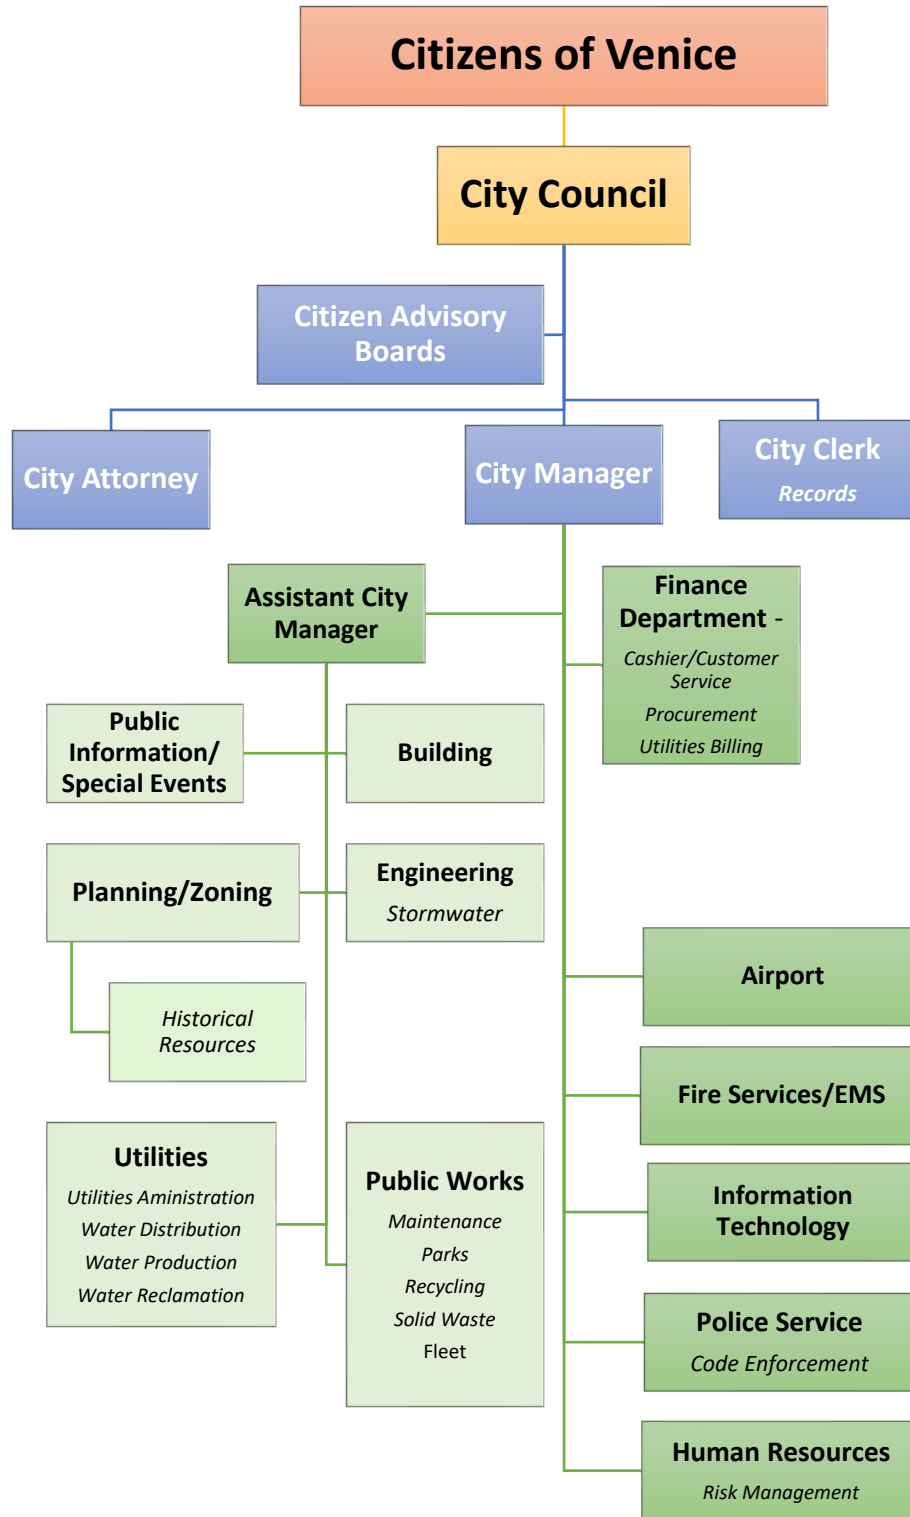 Citizens of Venice
City Council
Citizen Advisory
Boards
City Attorney
City Manager
City Clerk
Records
Assistant City
Manager
Finance
Department -
Cashier/Customer
Service
Procurement
Utilities Billing
Public
Information/
Special Events
Building
Planning/Zoning
Engineering
Stormwater
Historical
Resources
Airport
Fire Services/EMS
Utilities
Utilities Aministration
Water Distribution
Water Production
Water Reclamation
Public Works
Maintenance
Parks
Recycling
Solid Waste
Fleet
Information
Technology
Police Service
Code Enforcement
Human Resources
Risk Management